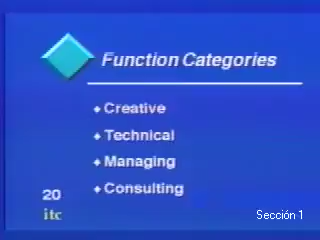 Function Categories
Creative
Technical
Managing
Consulting
20
itc
Sección 1